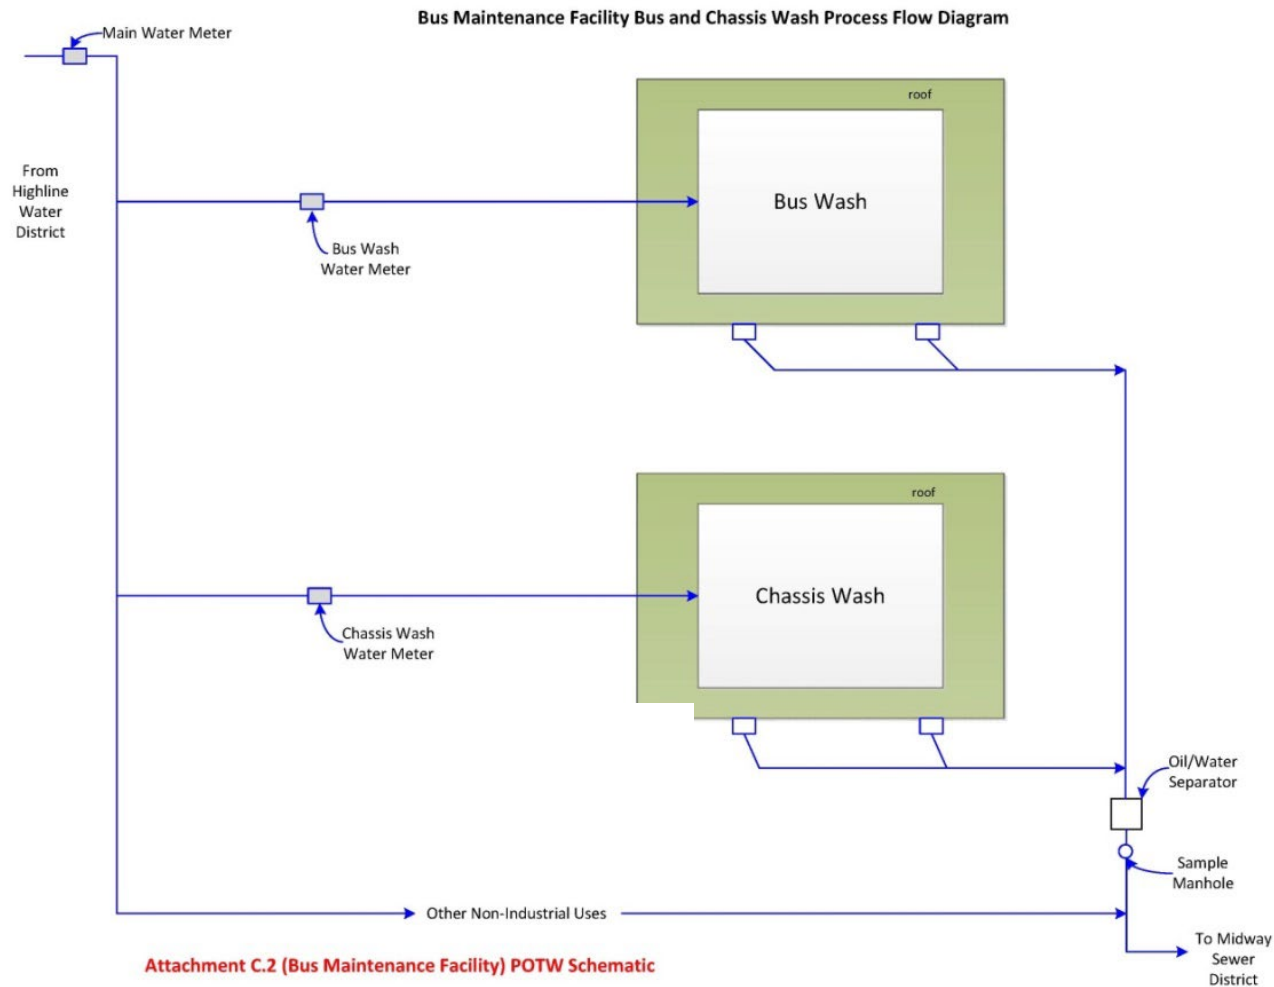 Bus Maintenance Facility Bus and Chassis Wash Process Flow Diagram
Main Water Meter
roof
From
Highline
Water
District
Bus Wash
Bus Wash
Water Meter
roof
Chassis Wash
Chassis Wash
Water Meter
Oil/Water
Separator
Sample
Manhole
Other Non-Industrial Uses
To Midway
Sewer
District
Attachment C.2 (Bus Maintenance Facility) POTW Schematic